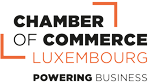 CHAMBER
OF COMMERCE
LUXEMBOURG
POWERING BUSINESS